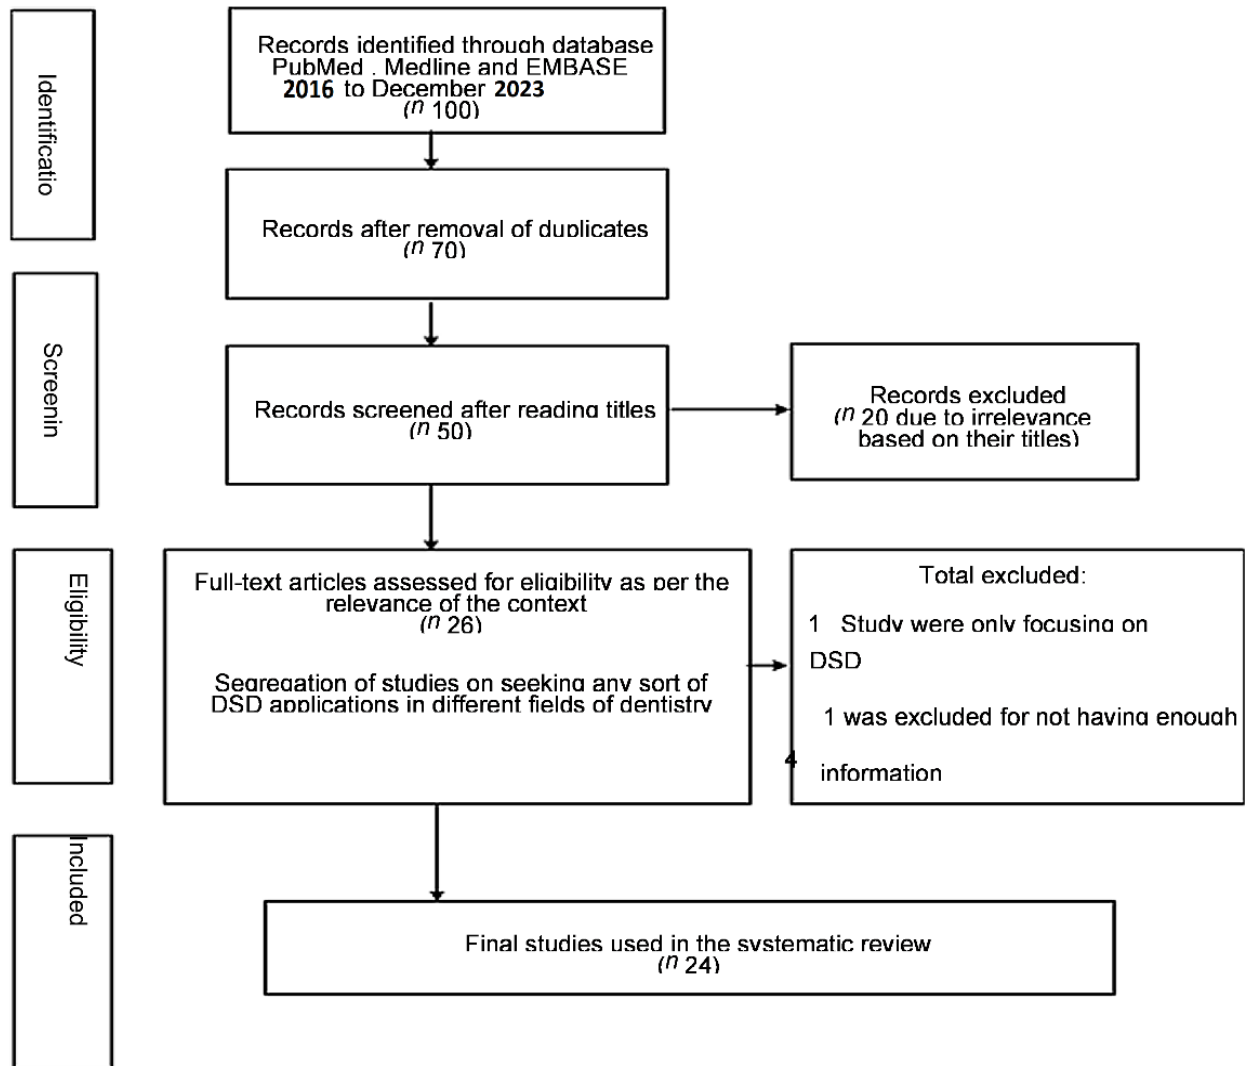 Identificatio
Records identified through database
PubMed . Medline and EMBASE
2016 to December 2023
(n 100)
Records after removal of duplicates
(n 70)
Screenin
Records screened after reading titles
(n 50)
Records excluded
(n 20 due to irrelevance
based on their titles)
Eligibility
Full-text articles assessed for eligibility as per the
relevance of the context
(n 26)
Segregation of studies on seeking any sort of
DSD applications in different fields of dentistry
Total excluded:
1 Study were only focusing on
DSD
1 was excluded for not having enough
4
information
Included
Final studies used in the systematic review
(n 24)